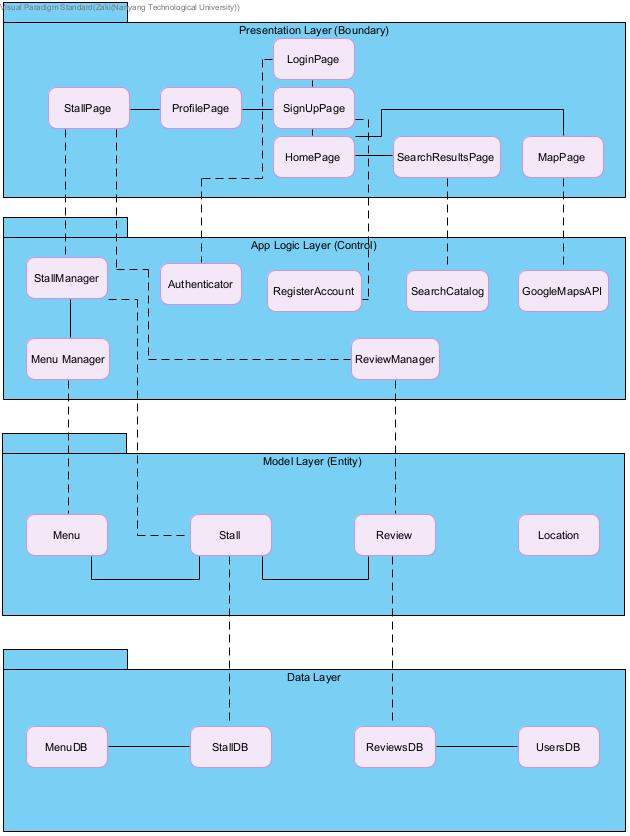 Visual Paradigm Standard(Zaki(Nanyang Technological University))
Presentation Layer (Boundary)
LoginPage
StallPage
ProfilePage
SignUpPage
HomePage
SearchResultsPage
MapPage
App Logic Layer (Control)
StallManager
Authenticator
RegisterAccount
SearchCatalog
GoogleMapsAPI
Menu Manager
ReviewManager
Model Layer (Entity)
Menu
Stall
Review
Location
Data Layer
MenuDB
StallDB
ReviewsDB
UsersDB